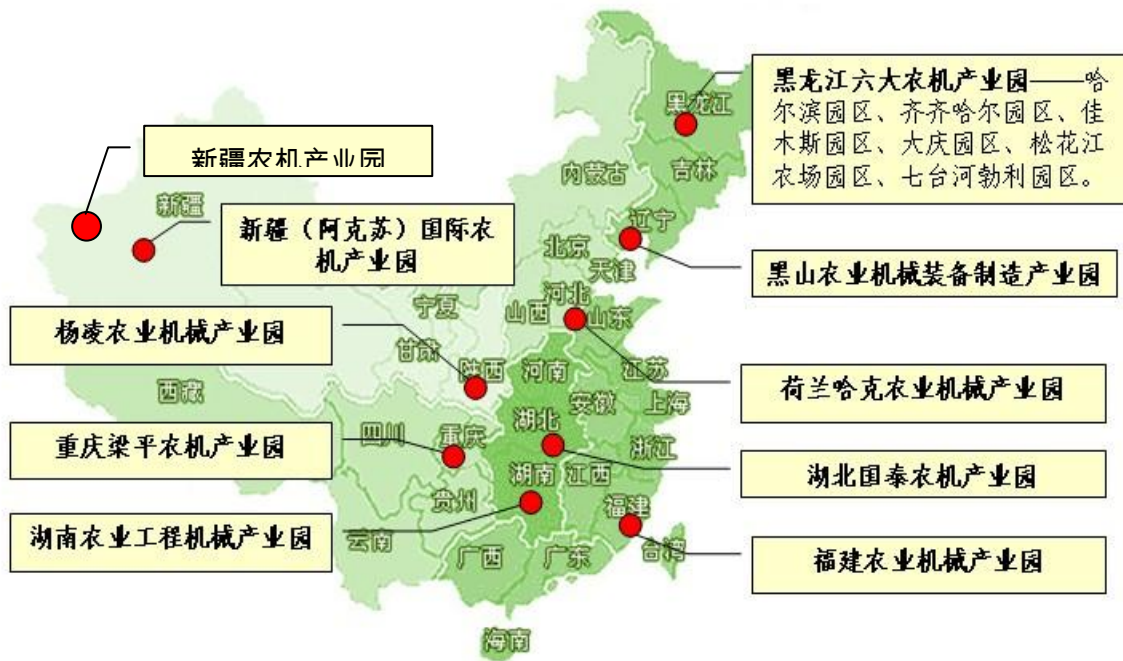 黑龙江六大农机产业园——哈
尔滨园区、齐齐哈尔园区、佳
木斯园区、大庆园区、松花江
农场园区、七台河勃利园区。
黑龙江
新疆农机产业园
内蒙古
吉林
新疆
新疆（阿克苏）国际农
机产业园
辽宁
北京
天津
黑山农业机械装备制造产业园
宁夏
河北
山西
山东
杨凌农业机械产业园
甘肃
陕西
河南
江苏
西藏
安徽
上海
荷兰哈克农业机械产业园
湖北
四川
重庆
浙江
重庆梁平农机产业园
湖南
江西
湖北国泰农机产业园
贵州
福建
湖南农业工程机械产业园
云南
广西
广东
台湾
福建农业机械产业园
海南